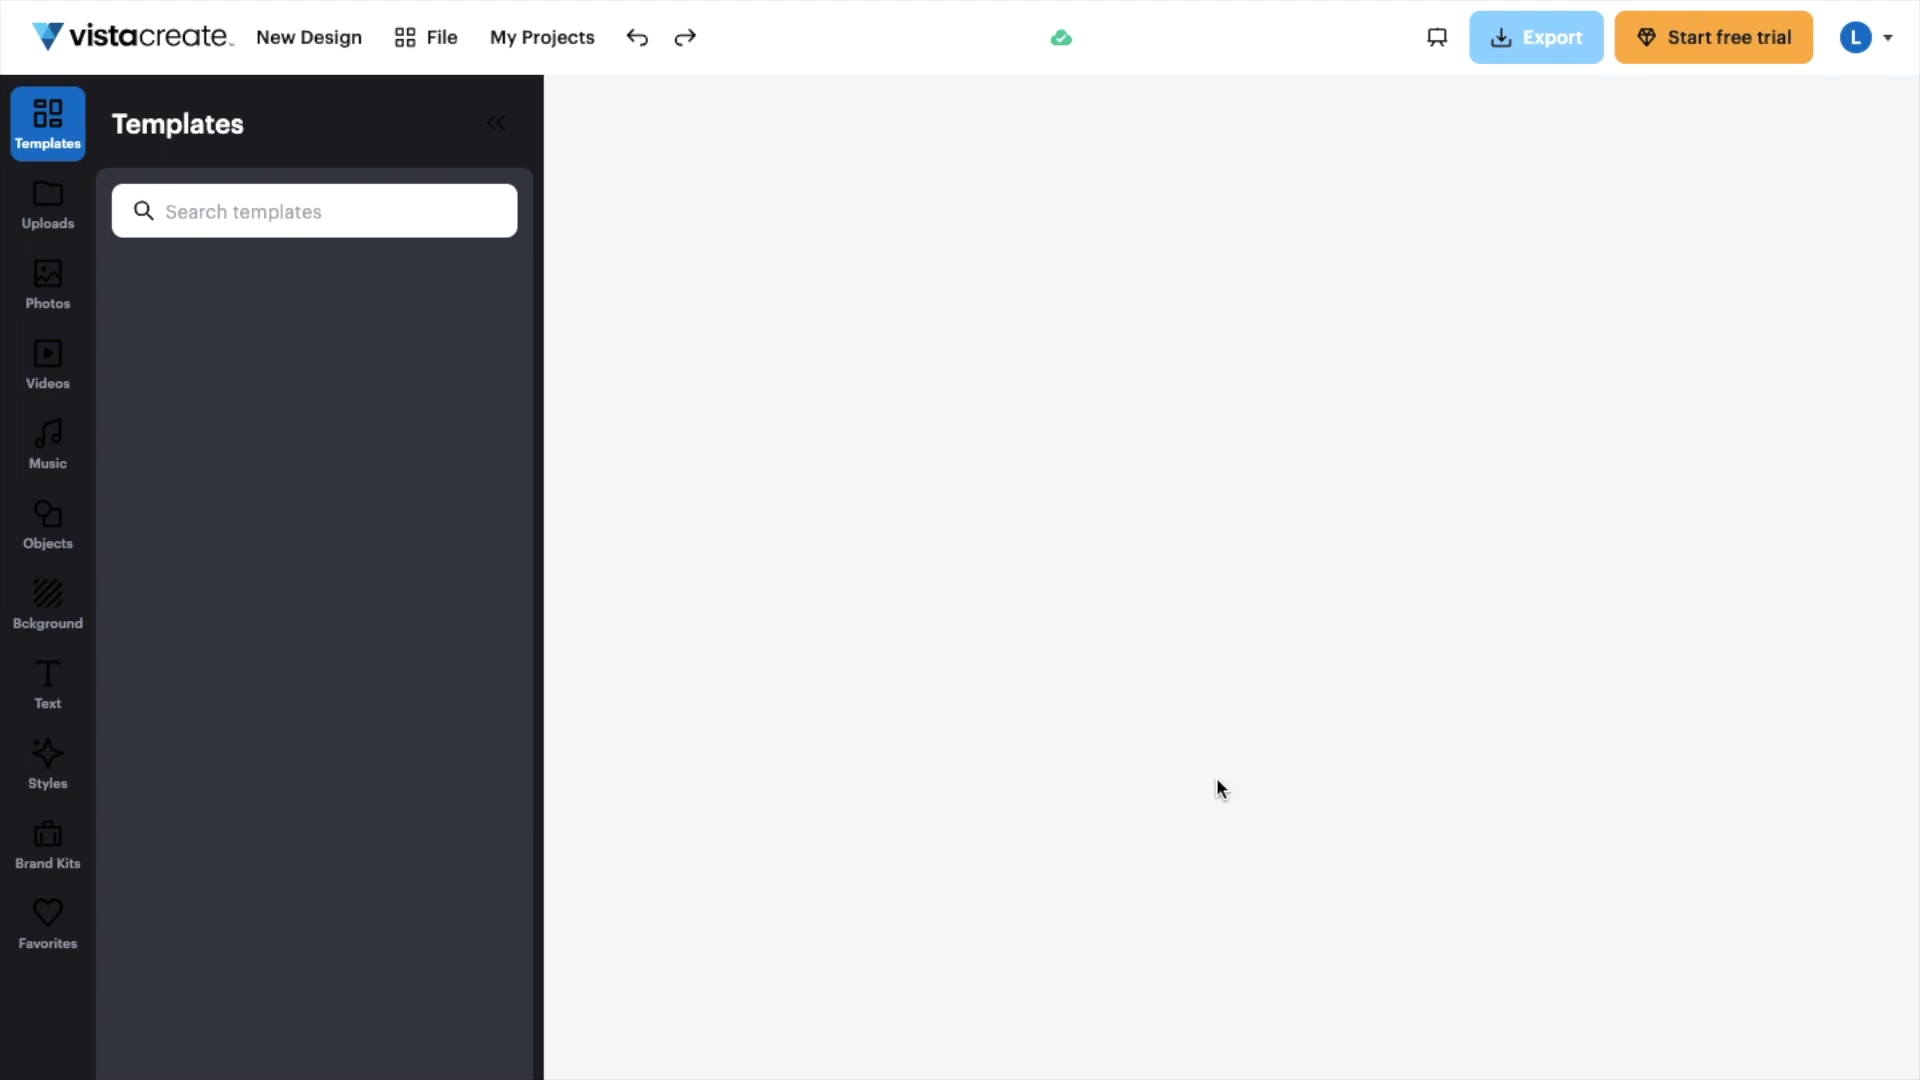 vistacreate™
New Design
File
My Projects
Export
Start free trial
L
Templates
Uploads
Photos
Videos
Music
Objects
Bckground
Text
Styles
Brand Kits
Favorites
Templates
Search templates